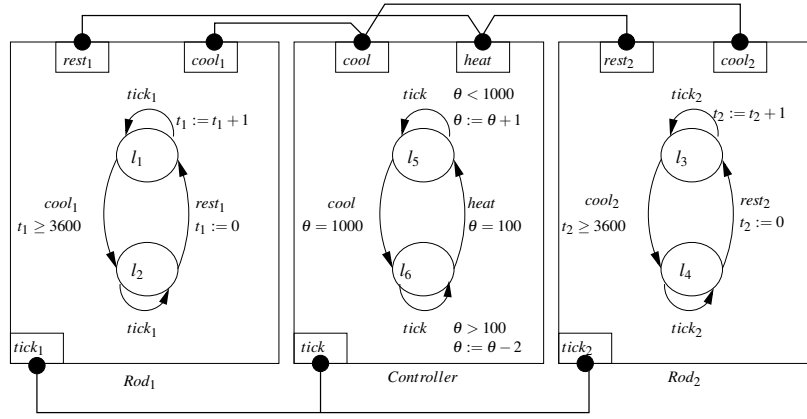 rest₁ cool₁ cool heat rest₂ cool₂
tick₁ tick θ < 1000 tick₂
t₁ := t₁ + 1 θ := θ + 1 t₂ := t₂ + 1
l₁ l₅ l₃
cool₁ rest₁ cool heat cool₂ rest₂
t₁ ≥ 3600 t₁ := 0 θ = 1000 θ = 100 t₂ ≥ 3600 t₂ := 0
l₂ l₆ l₄
tick₁ tick θ > 100 tick₂
tick₁ tick θ := θ − 2 tick₂
Rod₁ Controller Rod₂